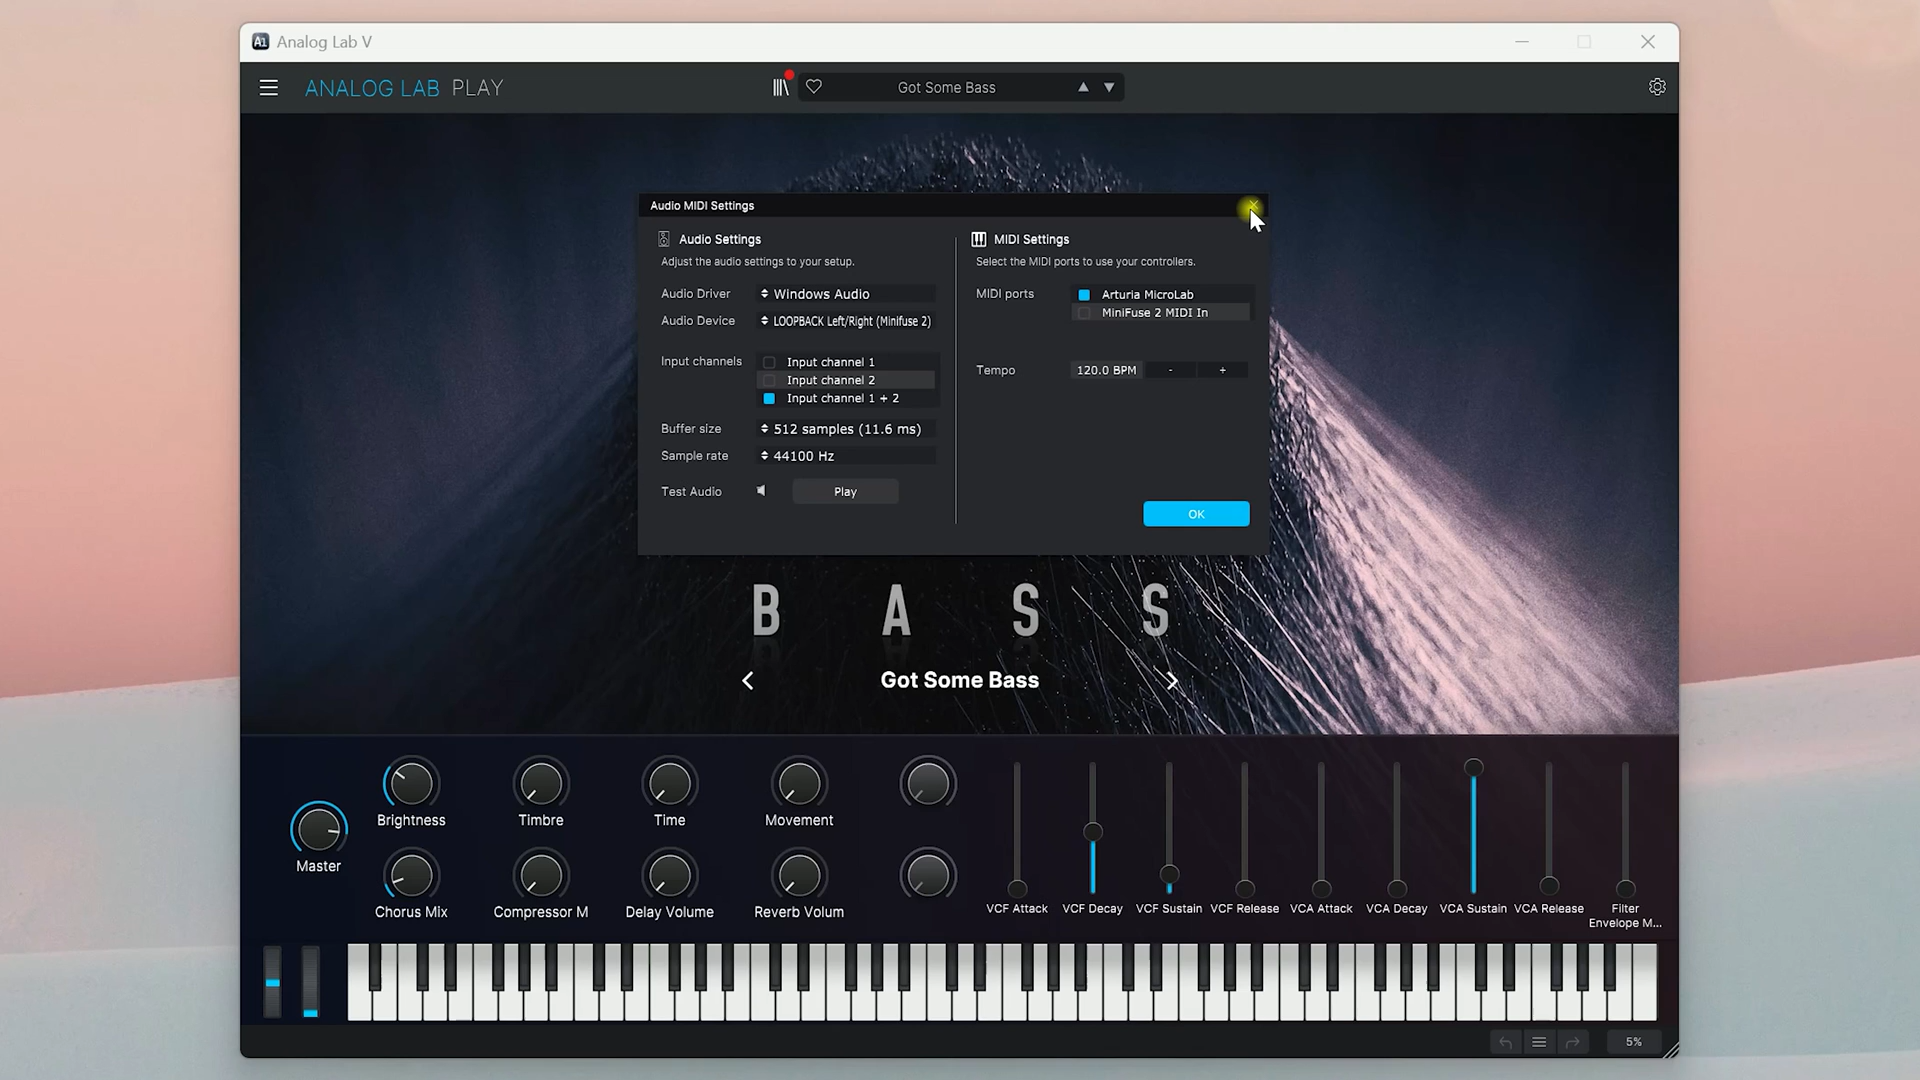 A1 Analog Lab V
ANALOG LAB PLAY
Got Some Bass
Audio MIDI Settings
Audio Settings
Adjust the audio settings to your setup.
Audio Driver Windows Audio
Audio Device LOOPBACK Left/Right (Minifuse 2)
Input channels Input channel 1
Input channel 2
Input channel 1 + 2
Buffer size 512 samples (11.6 ms)
Sample rate 44100 Hz
Test Audio Play
MIDI Settings
Select the MIDI ports to use your controllers.
MIDI ports Arturia MicroLab
MiniFuse 2 MIDI In
Tempo 120.0 BPM - +
OK
BASS
Got Some Bass
Master
Brightness Timbre Time Movement
Chorus Mix Compressor M Delay Volume Reverb Volum
VCF Attack VCF Decay VCF Sustain VCF Release VCA Attack VCA Decay VCA Sustain VCA Release Filter
Envelope M...
5%